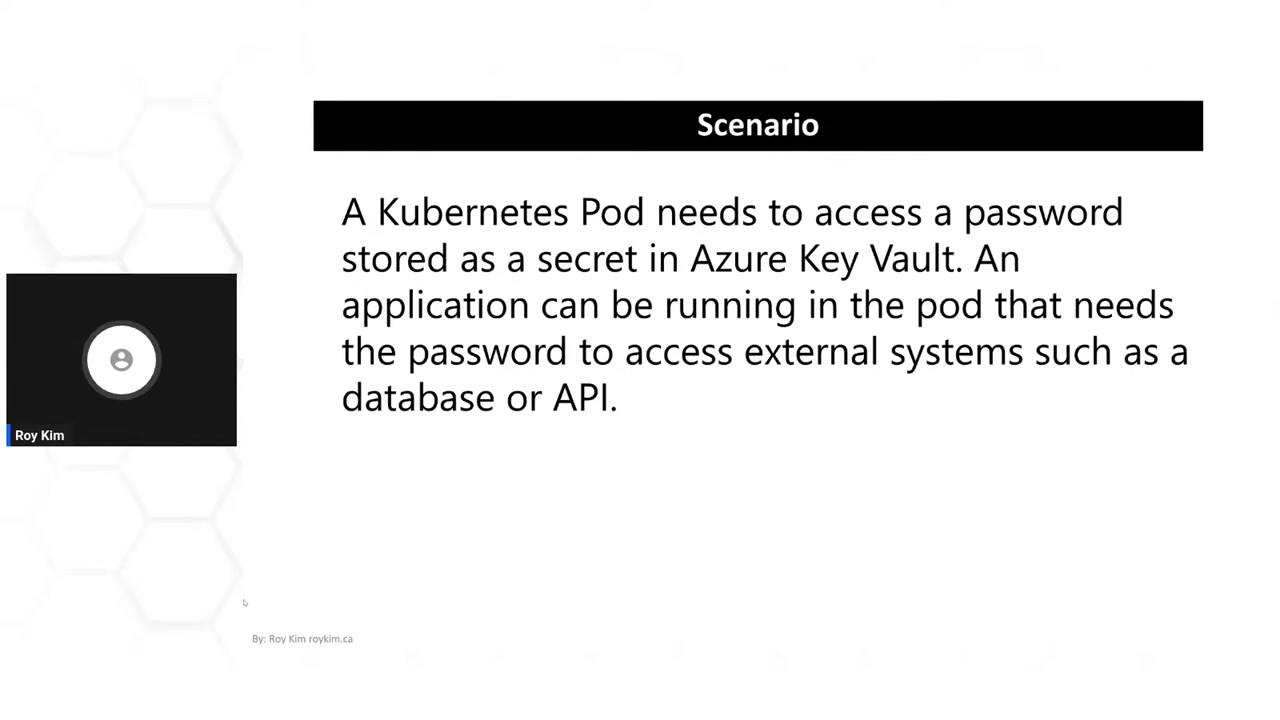 Scenario
A Kubernetes Pod needs to access a password
stored as a secret in Azure Key Vault. An
application can be running in the pod that needs
the password to access external systems such as a
database or API.
Roy Kim
By: Roy Kim roykim.ca